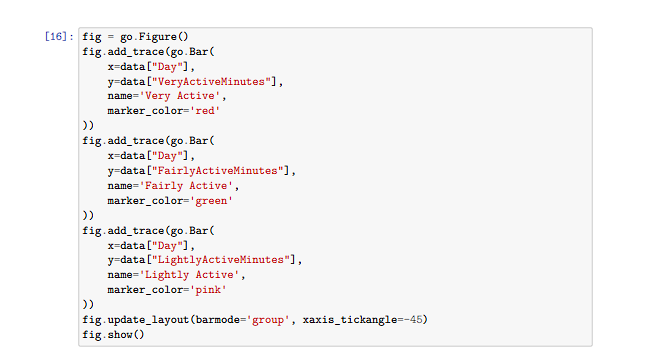 [16]: fig = go.Figure()
fig.add_trace(go.Bar(
    x=data["Day"],
    y=data["VeryActiveMinutes"],
    name='Very Active',
    marker_color='red'
))
fig.add_trace(go.Bar(
    x=data["Day"],
    y=data["FairlyActiveMinutes"],
    name='Fairly Active',
    marker_color='green'
))
fig.add_trace(go.Bar(
    x=data["Day"],
    y=data["LightlyActiveMinutes"],
    name='Lightly Active',
    marker_color='pink'
))
fig.update_layout(barmode='group', xaxis_tickangle=-45)
fig.show()